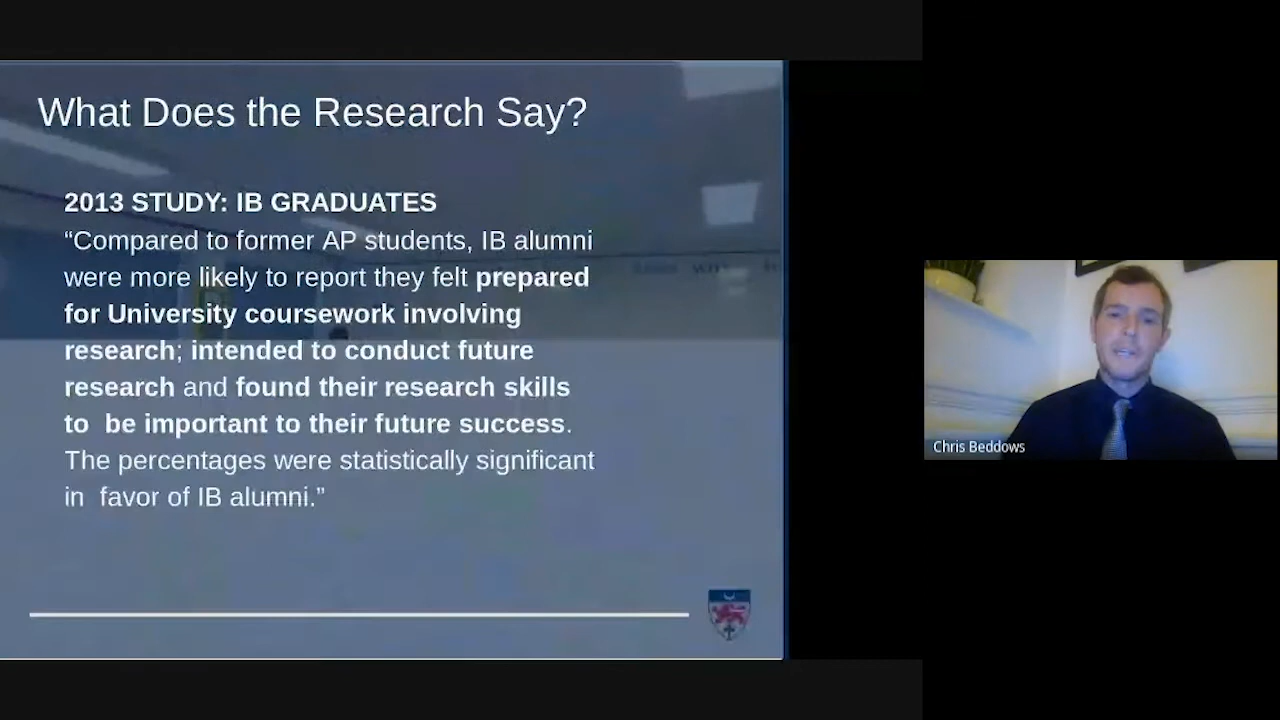 What Does the Research Say?
2013 STUDY: IB GRADUATES
“Compared to former AP students, IB alumni
were more likely to report they felt prepared
for University coursework involving
research; intended to conduct future
research and found their research skills
to  be important to their future success.
The percentages were statistically significant
in  favor of IB alumni.”
Chris Beddows